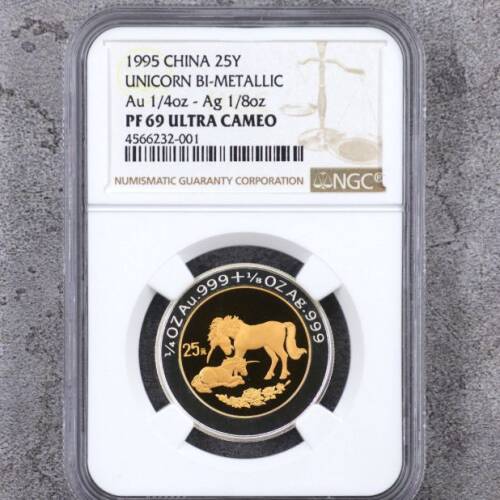 1995 CHINA 25Y
UNICORN BI-METALLIC
Au 1/4oz - Ag 1/8oz
PF 69 ULTRA CAMEO
4566232-001
NUMISMATIC GUARANTY CORPORATION
NGC®
1/4 OZ Au.999+1/8 OZ Ag.999
25元